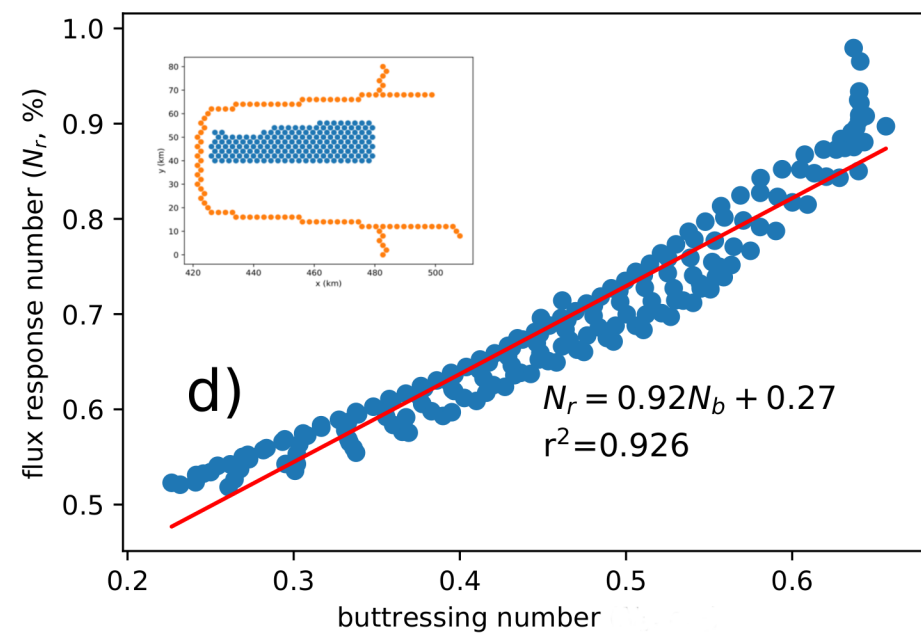 1.0
0.9
0.8
0.7
0.6
0.5
flux response number (Nᵣ, %)
80
70
60
50
40
30
20
10
0
y (km)
420 440 460 480 500
x (km)
d)
Nᵣ = 0.92N_b + 0.27
r²=0.926
0.2 0.3 0.4 0.5 0.6
buttressing number